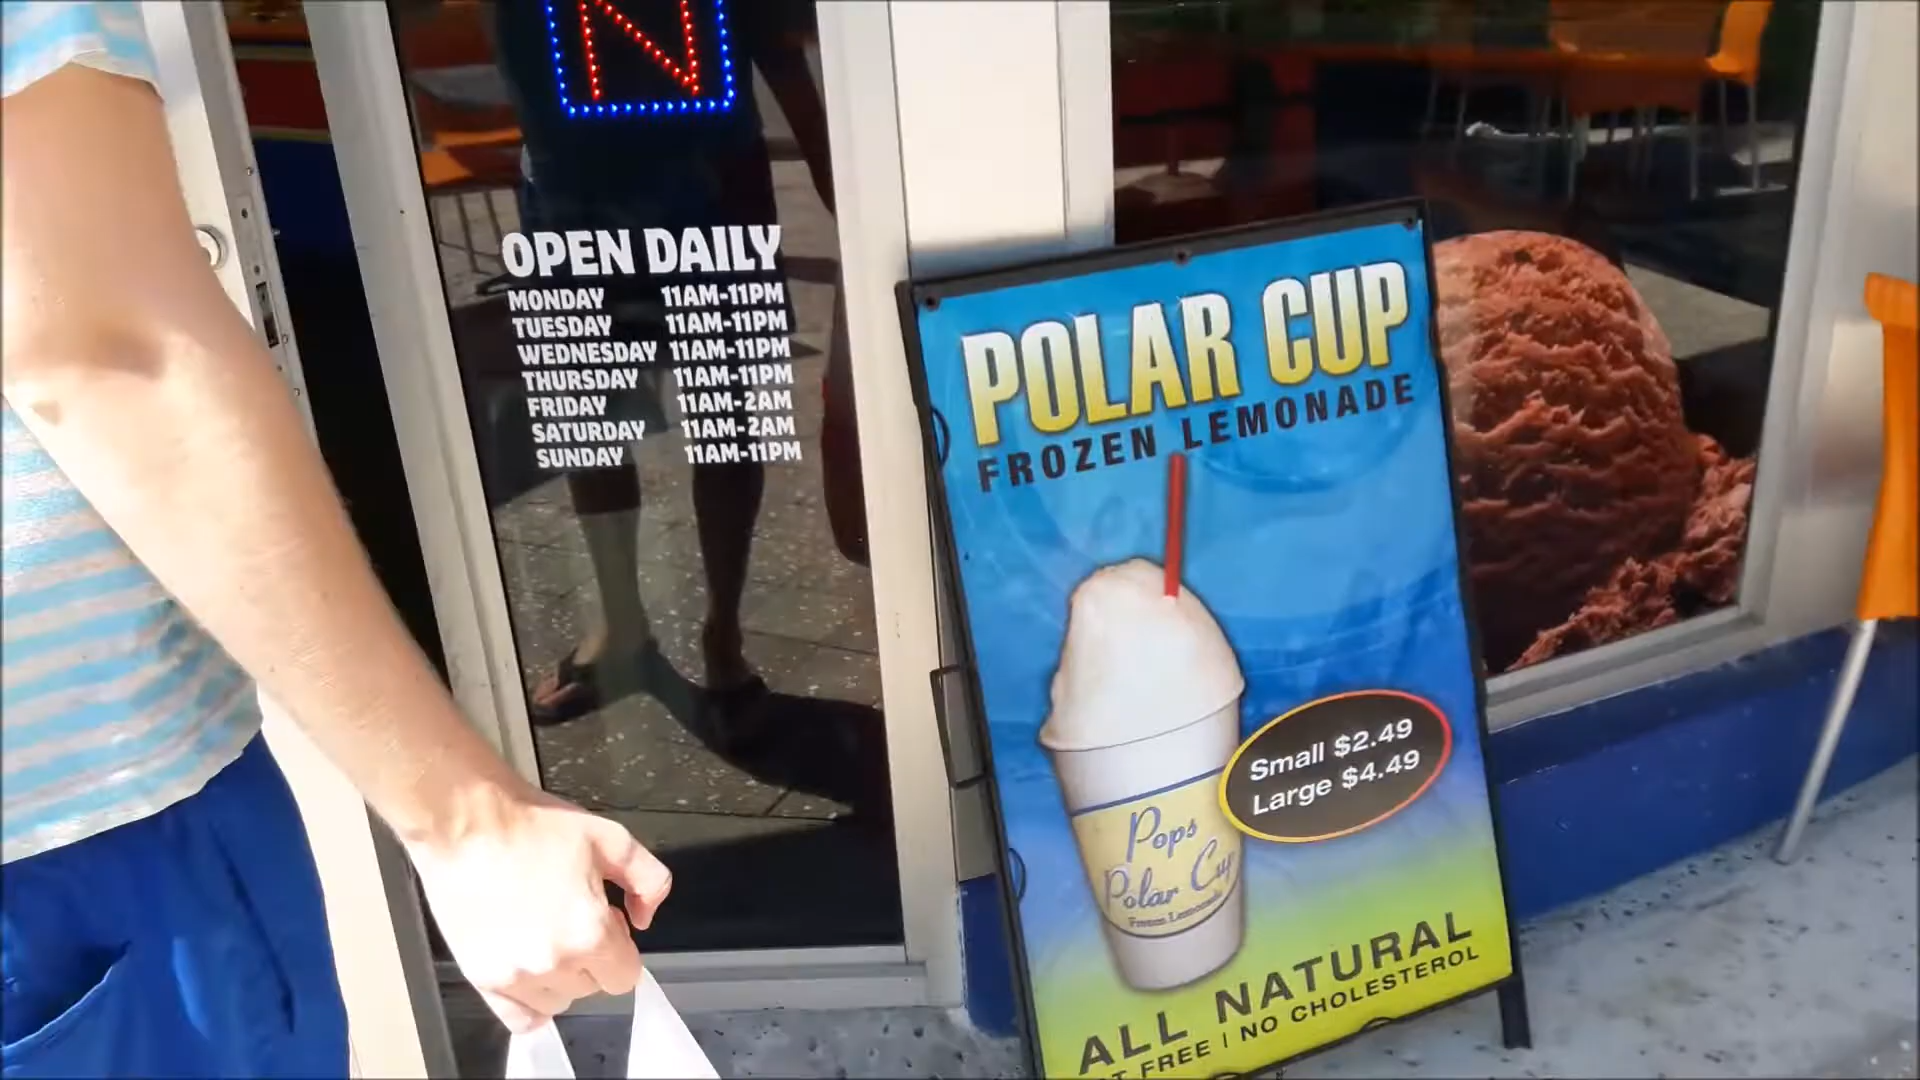 N
OPEN DAILY
MONDAY 11AM-11PM
TUESDAY 11AM-11PM
WEDNESDAY 11AM-11PM
THURSDAY 11AM-11PM
FRIDAY 11AM-2AM
SATURDAY 11AM-2AM
SUNDAY 11AM-11PM
POLAR CUP
FROZEN LEMONADE
Small $2.49
Large $4.49
Pops
Polar Cup
Frozen Lemonade
ALL NATURAL
FREE | NO CHOLESTEROL